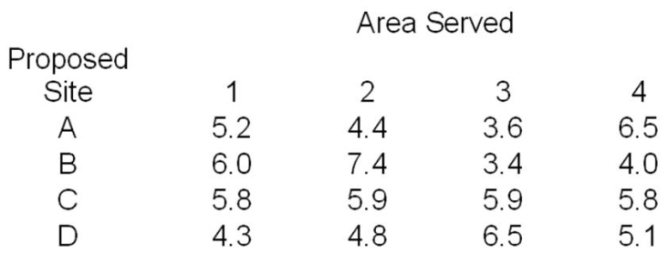 Area Served
Proposed
Site 1 2 3 4
A 5.2 4.4 3.6 6.5
B 6.0 7.4 3.4 4.0
C 5.8 5.9 5.9 5.8
D 4.3 4.8 6.5 5.1